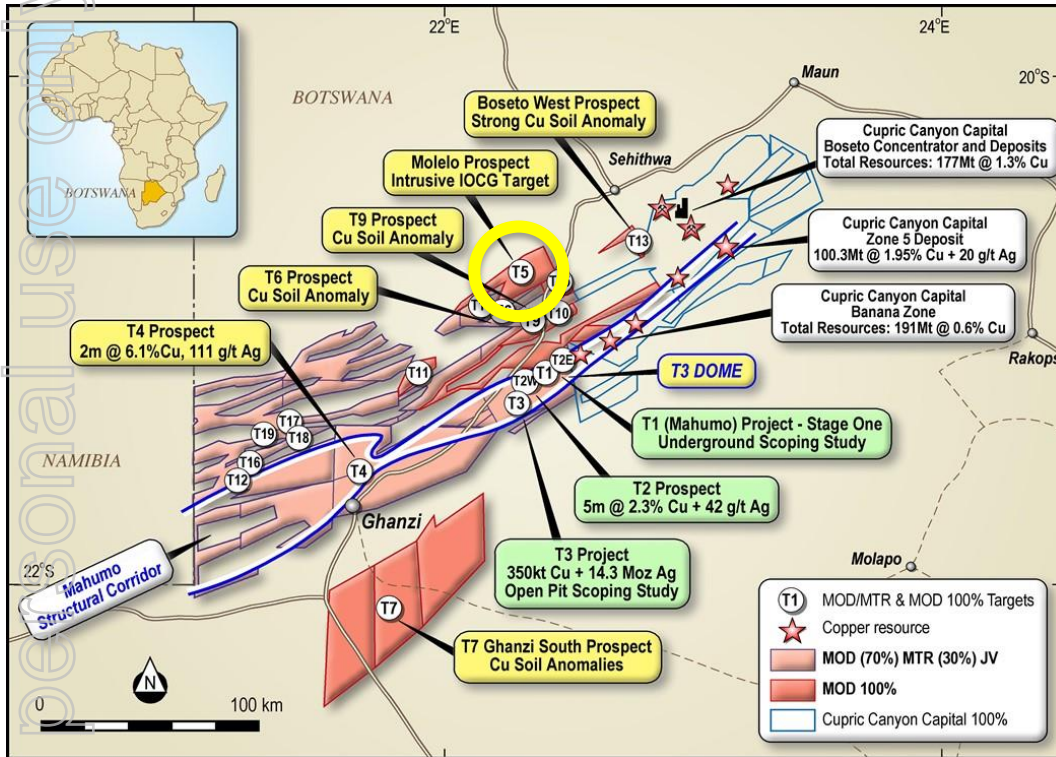 22°E
24°E
20°S
22°S
BOTSWANA
BOTSWANA
NAMIBIA
Maun
Sehithwa
Rakops
Molapo
Ghanzi
Boseto West Prospect
Strong Cu Soil Anomaly
Molelo Prospect
Intrusive IOCG Target
T9 Prospect
Cu Soil Anomaly
T6 Prospect
Cu Soil Anomaly
T4 Prospect
2m @ 6.1%Cu, 111 g/t Ag
Cupric Canyon Capital
Boseto Concentrator and Deposits
Total Resources: 177Mt @ 1.3% Cu
Cupric Canyon Capital
Zone 5 Deposit
100.3Mt @ 1.95% Cu + 20 g/t Ag
Cupric Canyon Capital
Banana Zone
Total Resources: 191Mt @ 0.6% Cu
T3 DOME
T1 (Mahumo) Project - Stage One
Underground Scoping Study
T2 Prospect
5m @ 2.3% Cu + 42 g/t Ag
T3 Project
350kt Cu + 14.3 Moz Ag
Open Pit Scoping Study
T7 Ghanzi South Prospect
Cu Soil Anomalies
Mahumo
Structural Corridor
T13
T5
T9
T10
T2E
T1
T2W
T3
T11
T17
T19
T18
T16
T12
T4
T7
N
0
100 km
T1
MOD/MTR & MOD 100% Targets
Copper resource
MOD (70%) MTR (30%) JV
MOD 100%
Cupric Canyon Capital 100%
personal use only